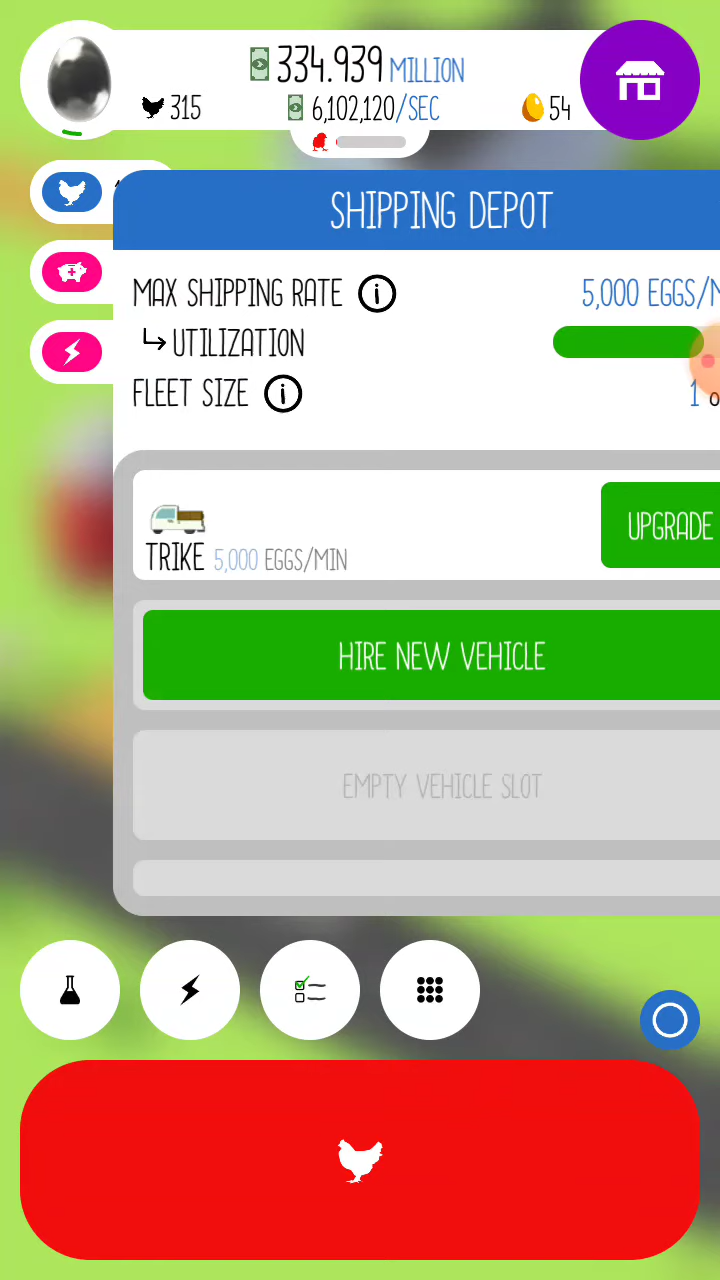 334.939 MILLION
315
6,102,120/SEC
54
SHIPPING DEPOT
MAX SHIPPING RATE
5,000 EGGS/M
UTILIZATION
FLEET SIZE
1 o
TRIKE 5,000 EGGS/MIN
UPGRADE
HIRE NEW VEHICLE
EMPTY VEHICLE SLOT